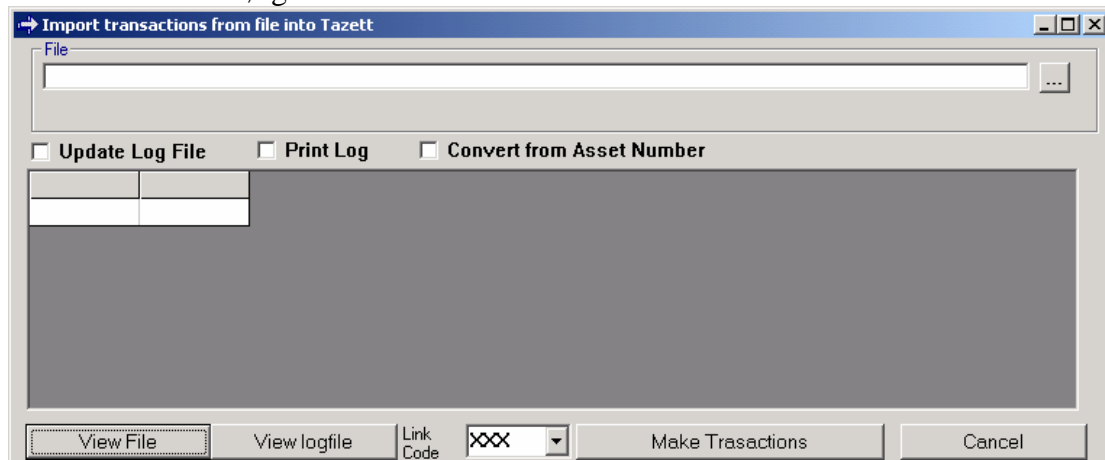 Import transactions from file into Tazett
File
...
Update Log File Print Log Convert from Asset Number
View File View logfile Link Code XXX Make Trasactions Cancel